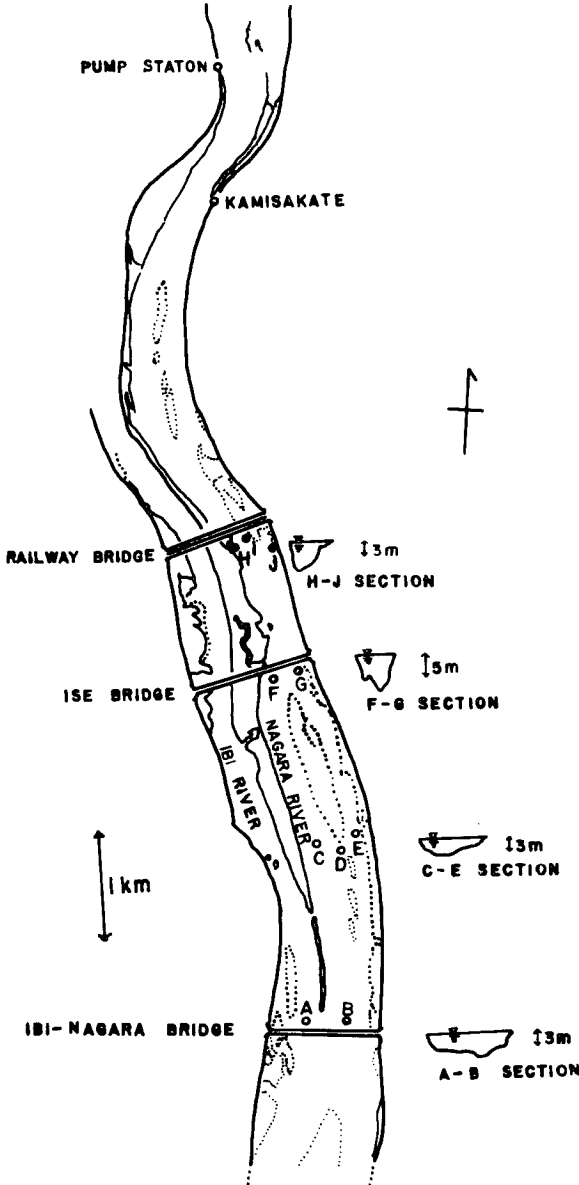 PUMP STATON
KAMISAKATE
RAILWAY BRIDGE
H
I
J
3m
H-J SECTION
ISE BRIDGE
F
G
5m
F-G SECTION
IBI RIVER
NAGARA RIVER
C
D
E
3m
C-E SECTION
1km
IBI-NAGARA BRIDGE
A
B
3m
A-B SECTION